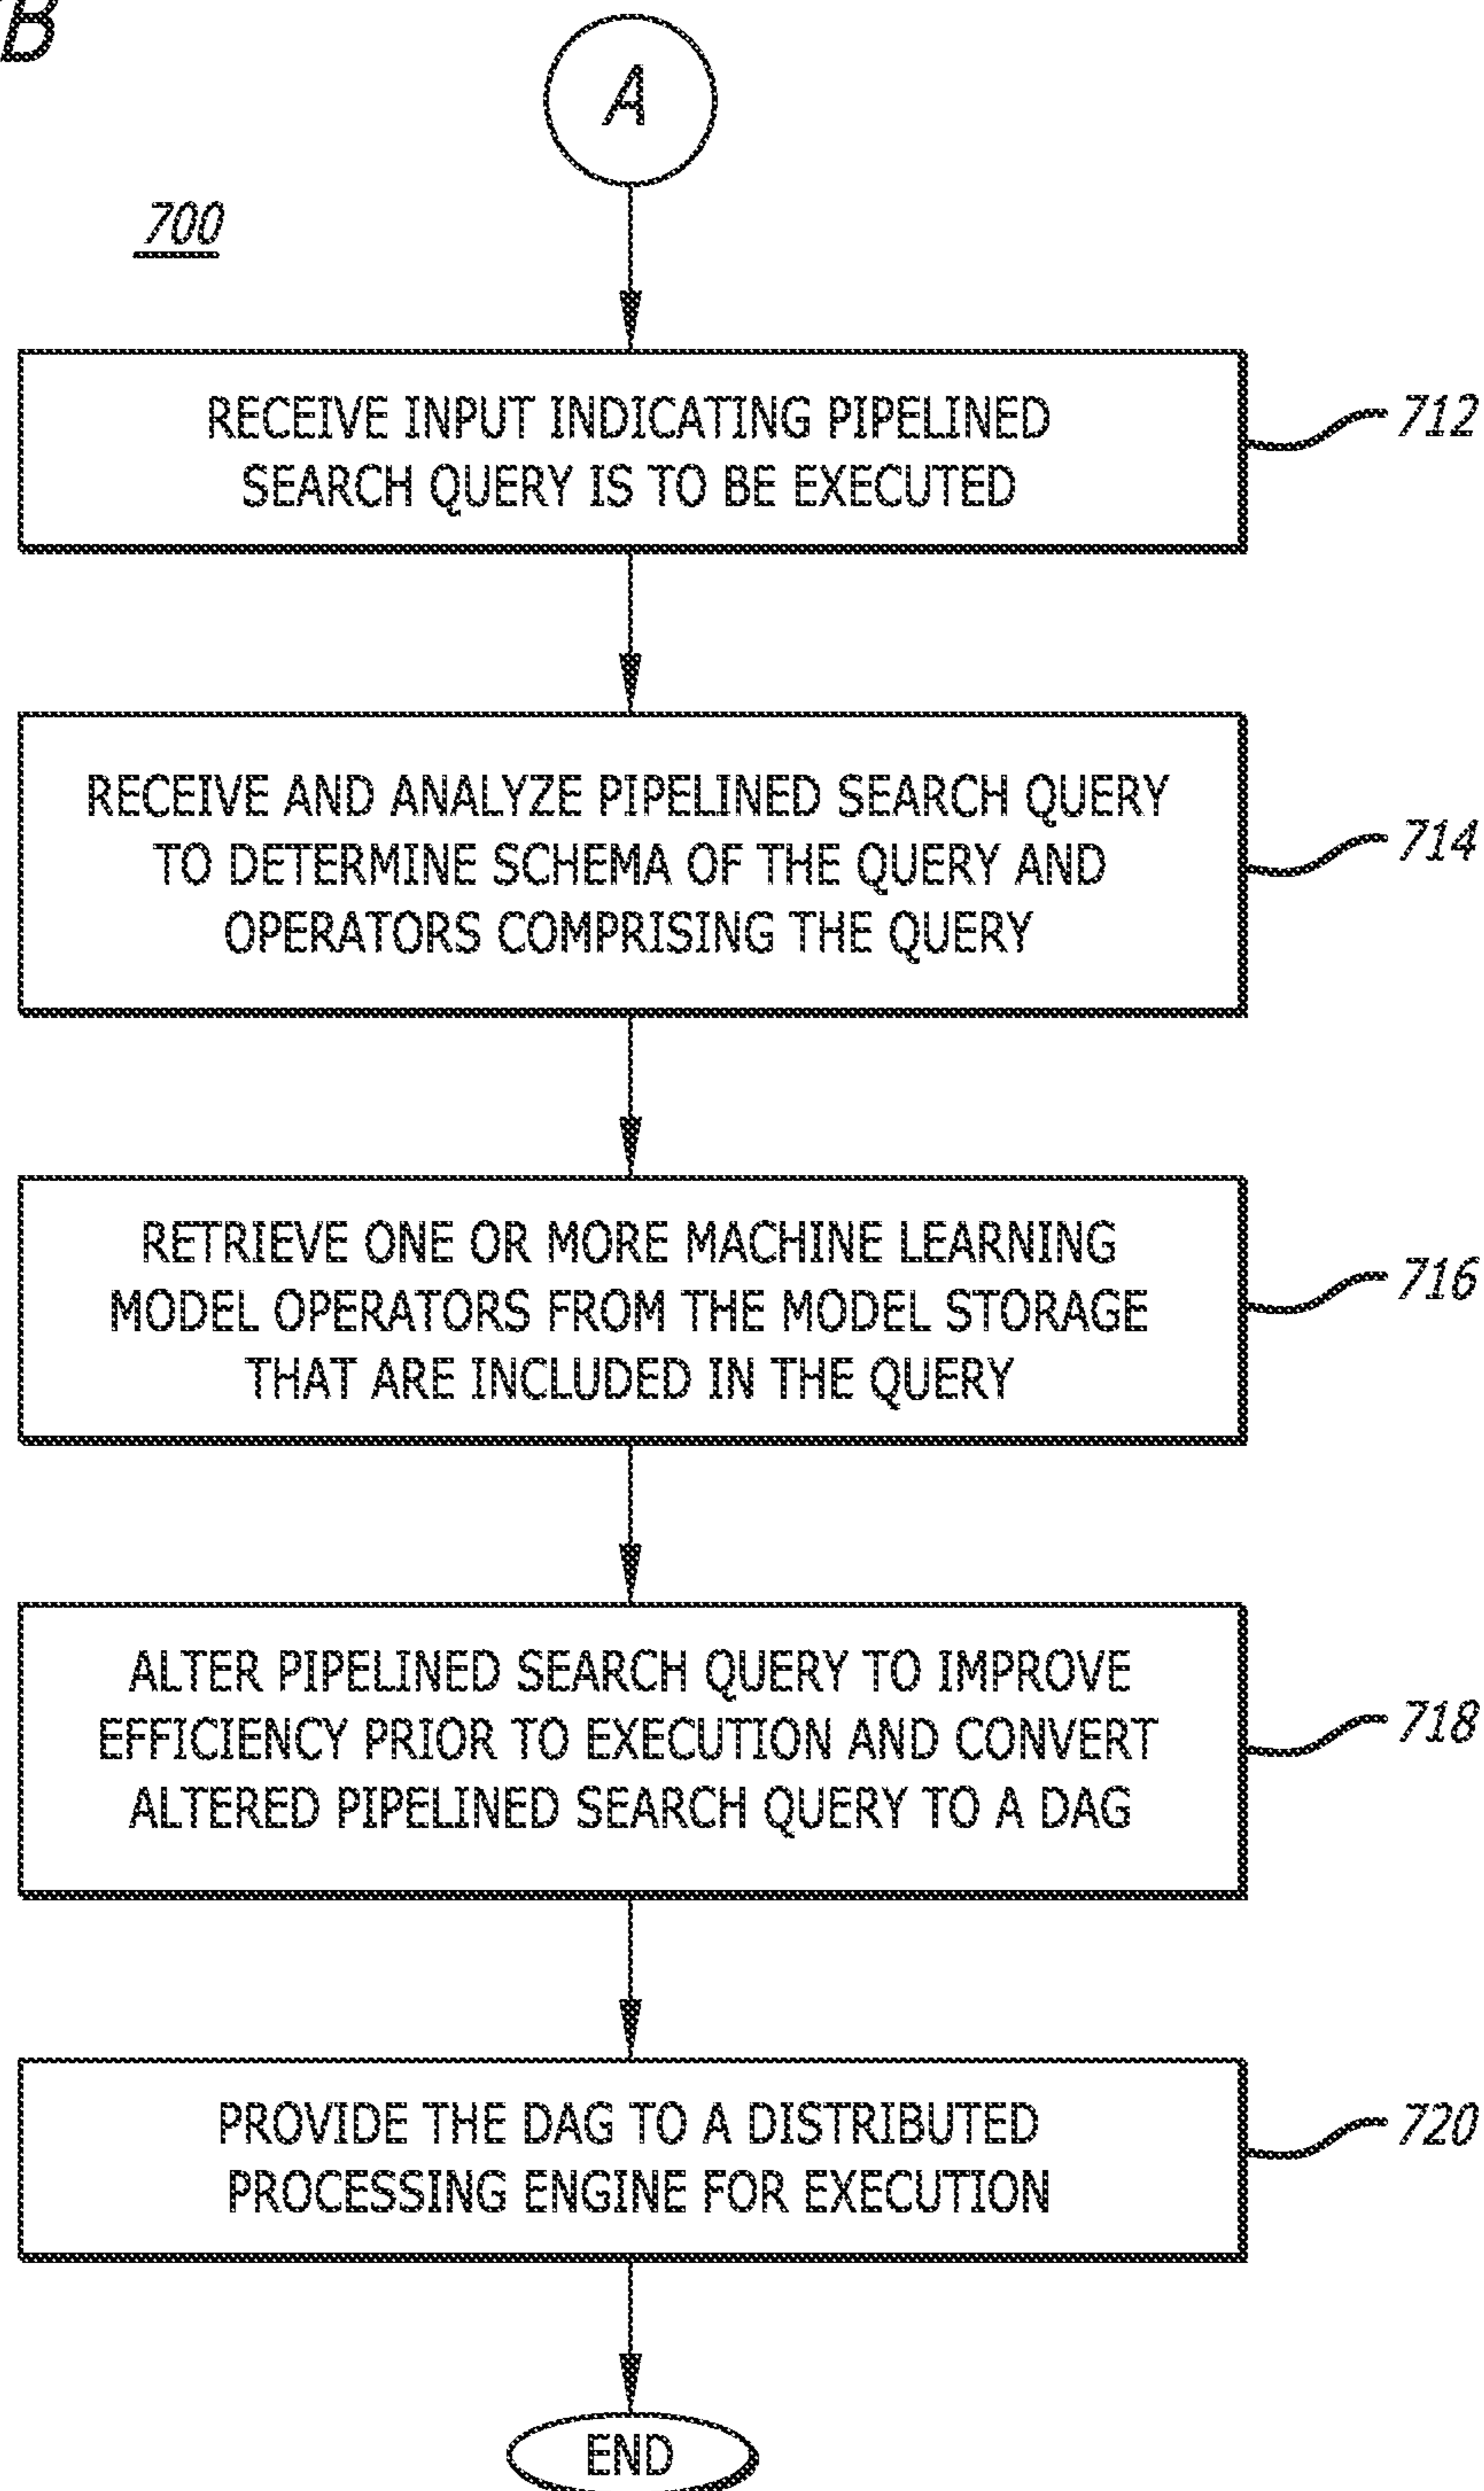 B
A
700
RECEIVE INPUT INDICATING PIPELINED
SEARCH QUERY IS TO BE EXECUTED
712
RECEIVE AND ANALYZE PIPELINED SEARCH QUERY
TO DETERMINE SCHEMA OF THE QUERY AND
OPERATORS COMPRISING THE QUERY
714
RETRIEVE ONE OR MORE MACHINE LEARNING
MODEL OPERATORS FROM THE MODEL STORAGE
THAT ARE INCLUDED IN THE QUERY
716
ALTER PIPELINED SEARCH QUERY TO IMPROVE
EFFICIENCY PRIOR TO EXECUTION AND CONVERT
ALTERED PIPELINED SEARCH QUERY TO A DAG
718
PROVIDE THE DAG TO A DISTRIBUTED
PROCESSING ENGINE FOR EXECUTION
720
END